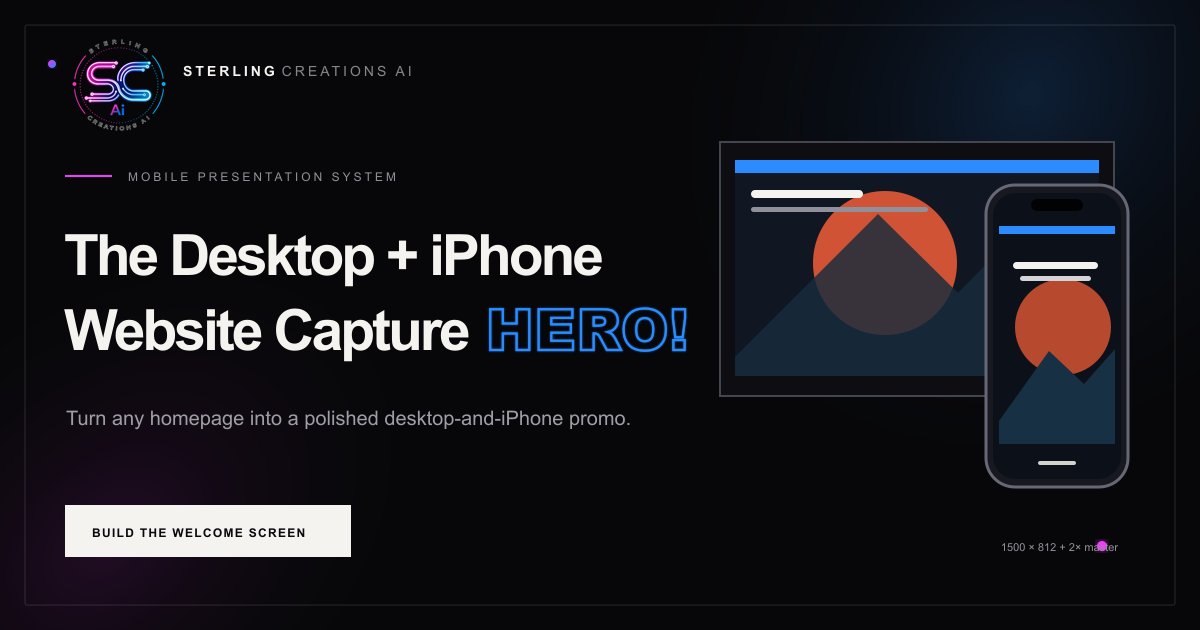 STERLING
SC
Ai
CREATIONS AI
STERLING CREATIONS AI
MOBILE PRESENTATION SYSTEM
The Desktop + iPhone
Website Capture HERO!
Turn any homepage into a polished desktop-and-iPhone promo.
BUILD THE WELCOME SCREEN
1500 × 812 + 2× master